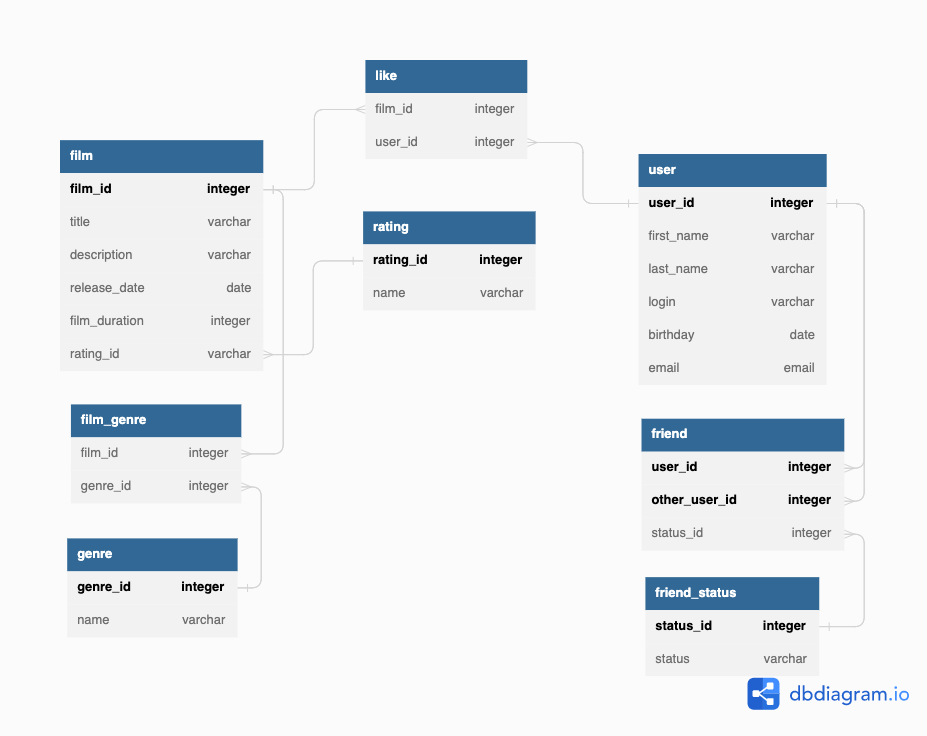 like
film_id integer
user_id integer
film
film_id integer
title varchar
description varchar
release_date date
film_duration integer
rating_id varchar
rating
rating_id integer
name varchar
user
user_id integer
first_name varchar
last_name varchar
login varchar
birthday date
email email
film_genre
film_id integer
genre_id integer
friend
user_id integer
other_user_id integer
status_id integer
genre
genre_id integer
name varchar
friend_status
status_id integer
status varchar
dbdiagram.io